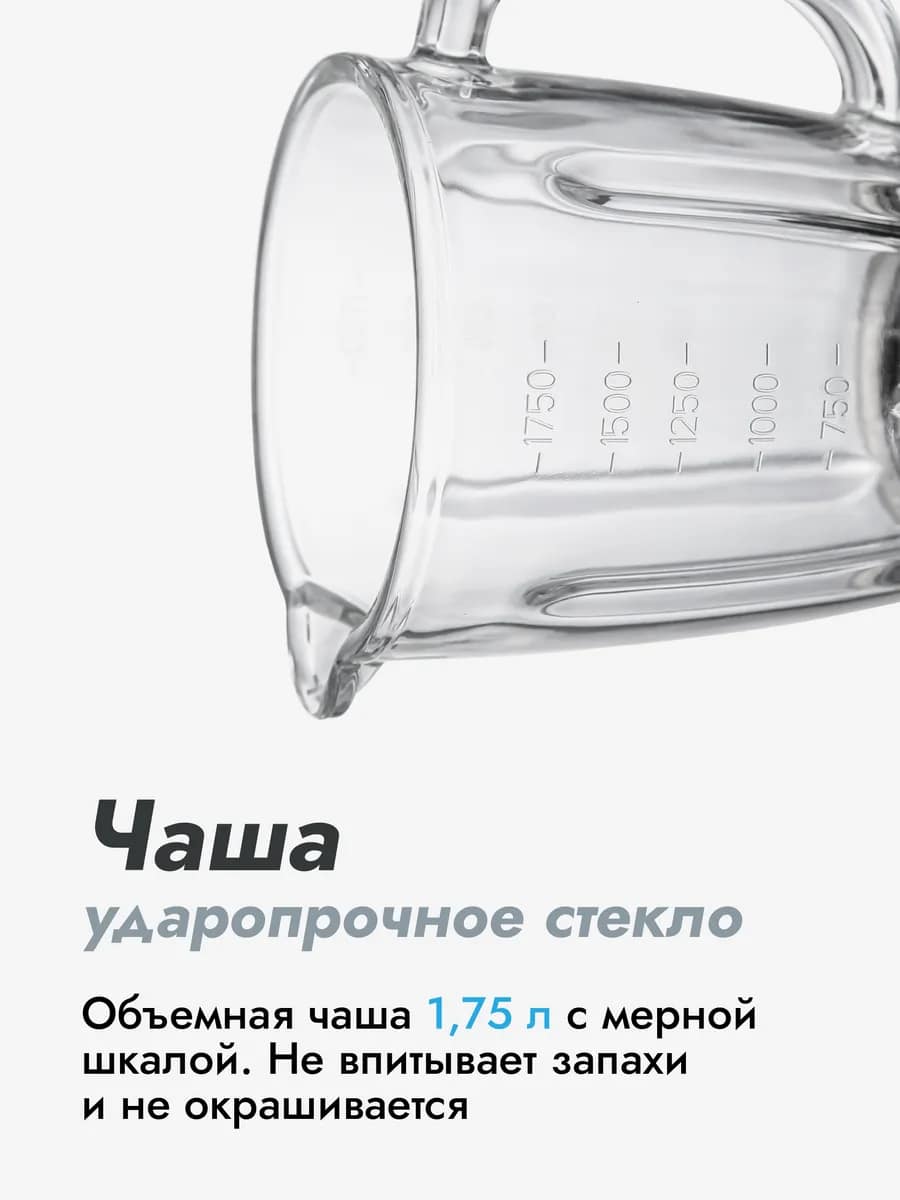 -1750-
-1500-
-1250-
-1000-
-750-
Чаша
ударопрочное стекло
Объемная чаша 1,75 л с мерной
шкалой. Не впитывает запахи
и не окрашивается